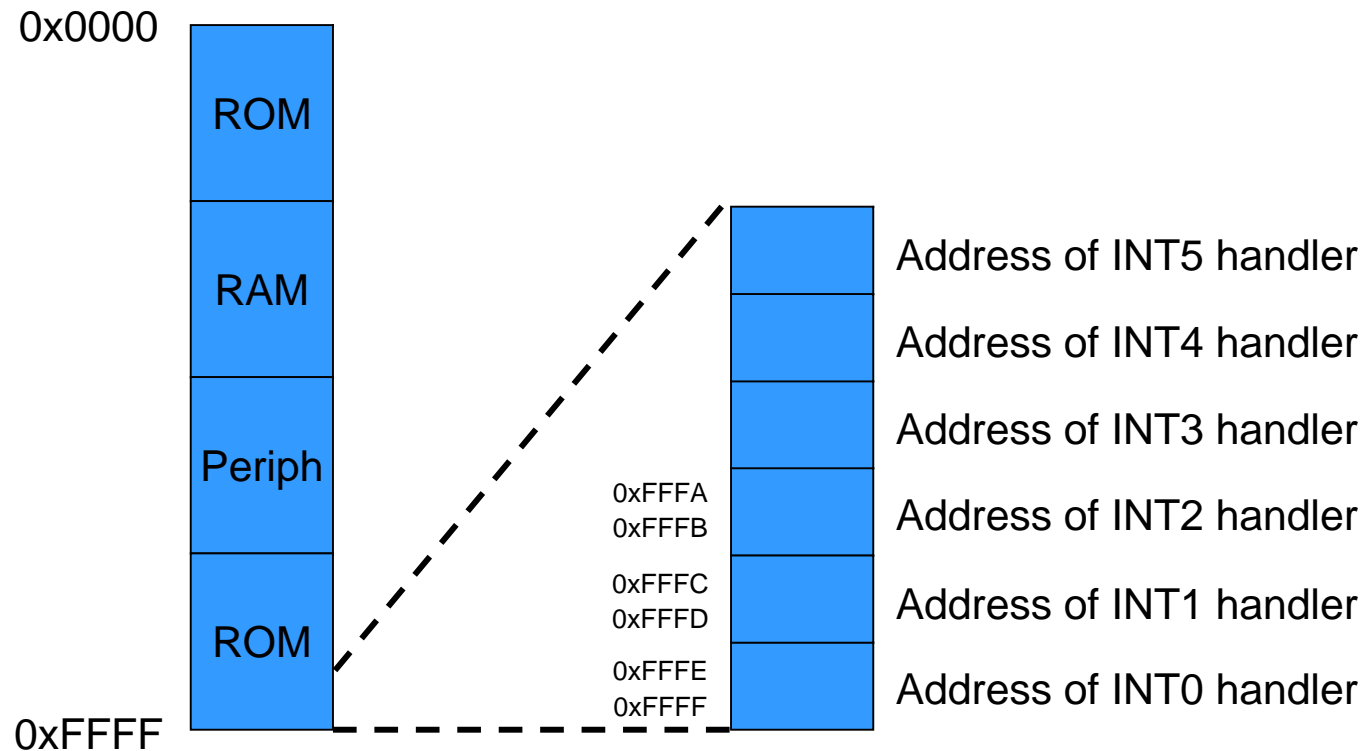 0x0000
ROM
RAM
Periph
ROM
0xFFFF
Address of INT5 handler
Address of INT4 handler
Address of INT3 handler
0xFFFA
0xFFFB
Address of INT2 handler
0xFFFC
0xFFFD
Address of INT1 handler
0xFFFE
0xFFFF
Address of INT0 handler